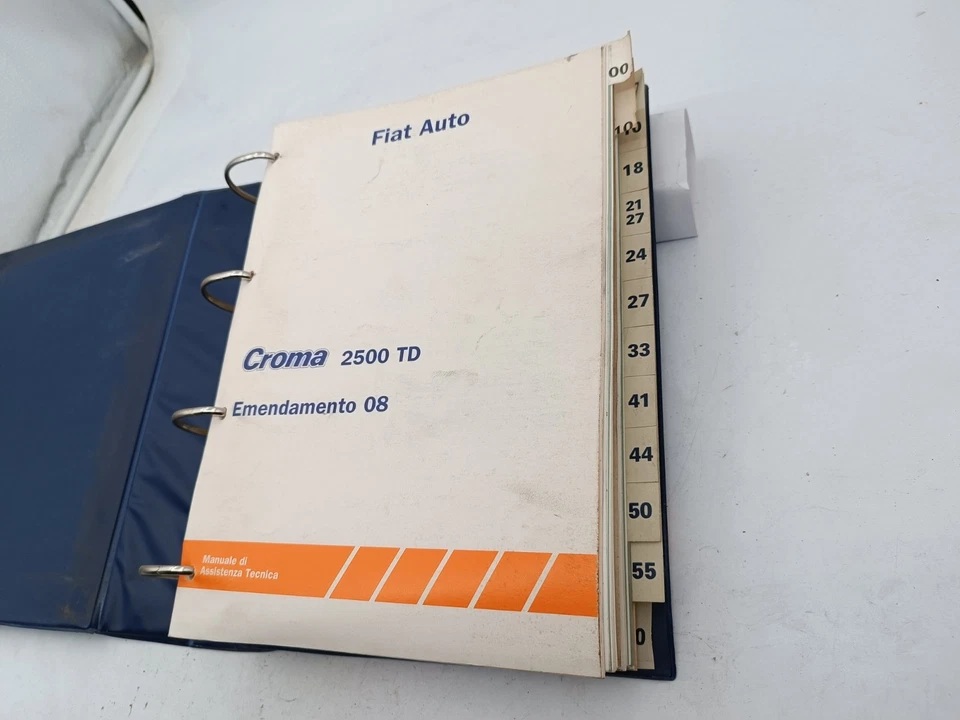 Fiat Auto
Croma 2500 TD
Emendamento 08
Manuale di
Assistenza Tecnica
00
18
21
27
24
27
33
41
44
50
55